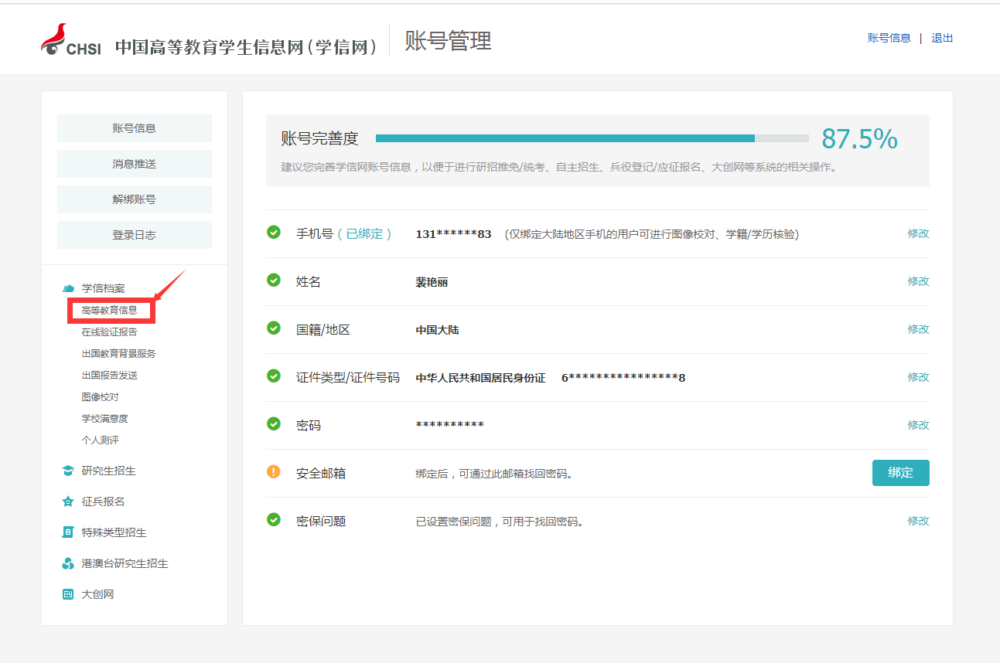 CHSI 中国高等教育学生信息网(学信网) 账号管理 账号信息 | 退出
账号信息
消息推送
解绑账号
登录日志
学信档案
高等教育信息
在线验证报告
出国教育背景服务
出国报告发送
图像校对
学校满意度
个人测评
研究生招生
征兵报名
特殊类型招生
港澳台研究生招生
大创网
账号完善度 87.5%
建议您完善学信网账号信息，以便于进行研招推免/统考、自主招生、兵役登记/应征报名、大创网等系统的相关操作。
手机号（已绑定） 131******83 (仅绑定大陆地区手机的用户可进行图像校对、学籍/学历核验) 修改
姓名 裴艳丽 修改
国籍/地区 中国大陆 修改
证件类型/证件号码 中华人民共和国居民身份证 6****************8 修改
密码 ********** 修改
安全邮箱 绑定后，可通过此邮箱找回密码。 绑定
密保问题 已设置密保问题，可用于找回密码。 修改